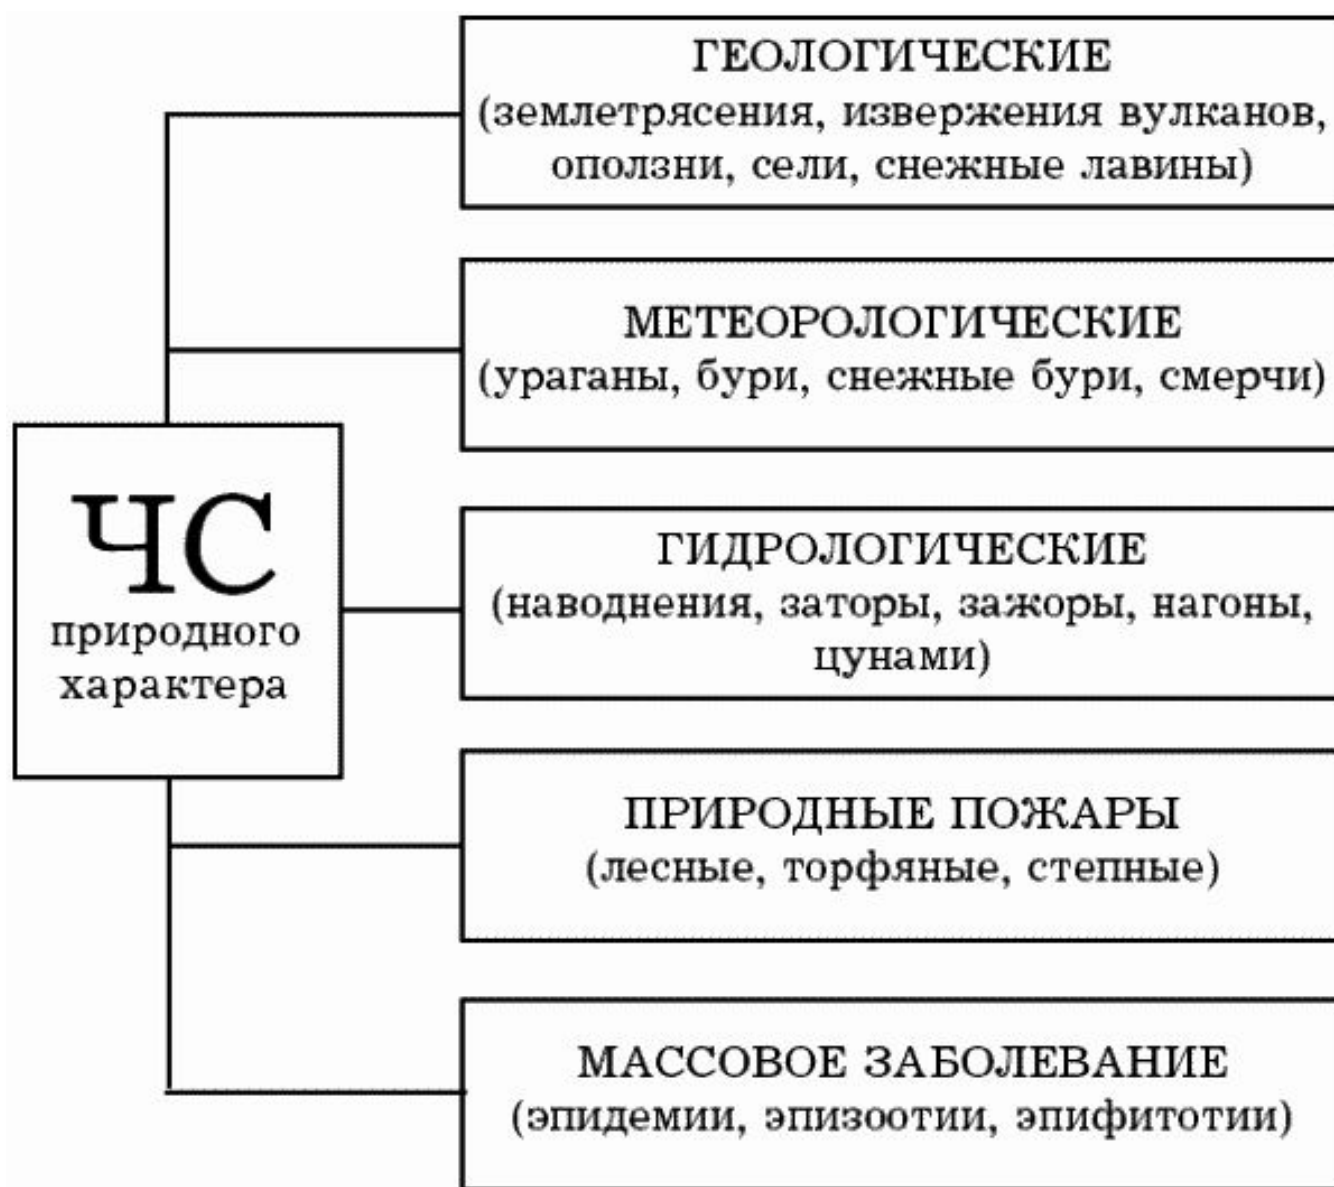 ГЕОЛОГИЧЕСКИЕ
(землетрясения, извержения вулканов,
оползни, сели, снежные лавины)
МЕТЕОРОЛОГИЧЕСКИЕ
(ураганы, бури, снежные бури, смерчи)
ЧС
природного
характера
ГИДРОЛОГИЧЕСКИЕ
(наводнения, заторы, зажоры, нагоны,
цунами)
ПРИРОДНЫЕ ПОЖАРЫ
(лесные, торфяные, степные)
МАССОВОЕ ЗАБОЛЕВАНИЕ
(эпидемии, эпизоотии, эпифитотии)